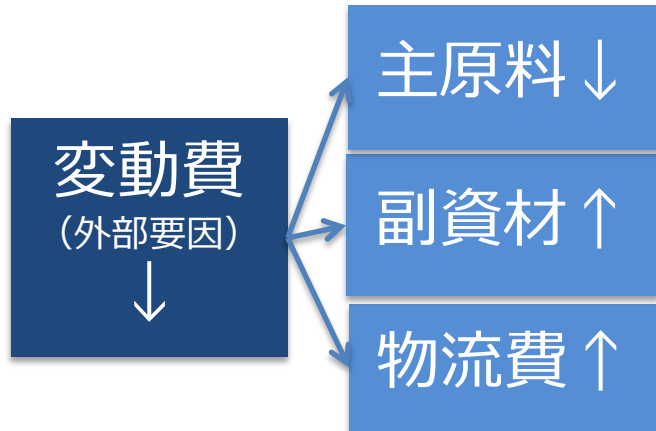 変動費
（外部要因）
↓
主原料↓
副資材↑
物流費↑